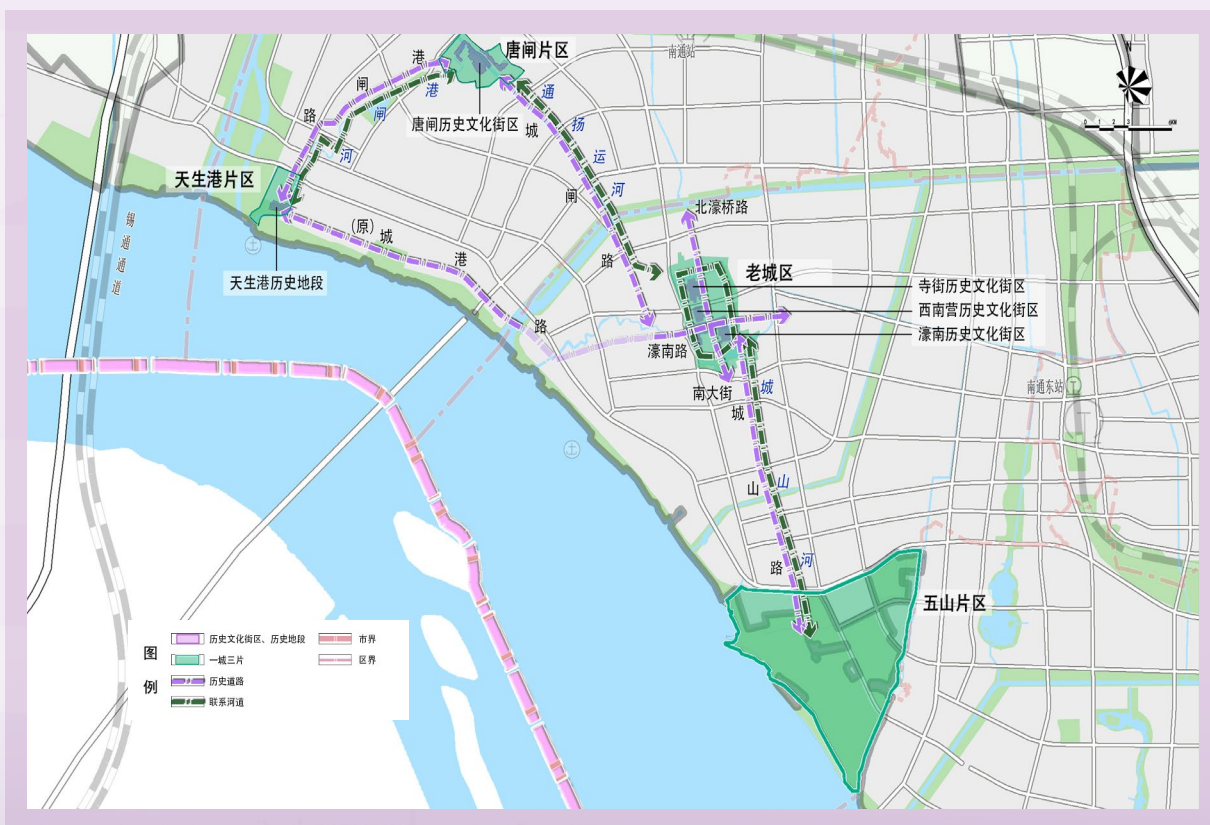 唐闸片区
南通站
N
港闸路
港闸河
通扬运河
城闸路
唐闸历史文化街区
0 1 2 3 6KM
天生港片区
锡通通道
(原)城港路
北濠桥路
天生港历史地段
老城区
寺街历史文化街区
西南营历史文化街区
濠南历史文化街区
濠南路
南大街
南通东站
城山路
城山河
五山片区
图例
历史文化街区、历史地段
市界
一城三片
区界
历史道路
联系河道